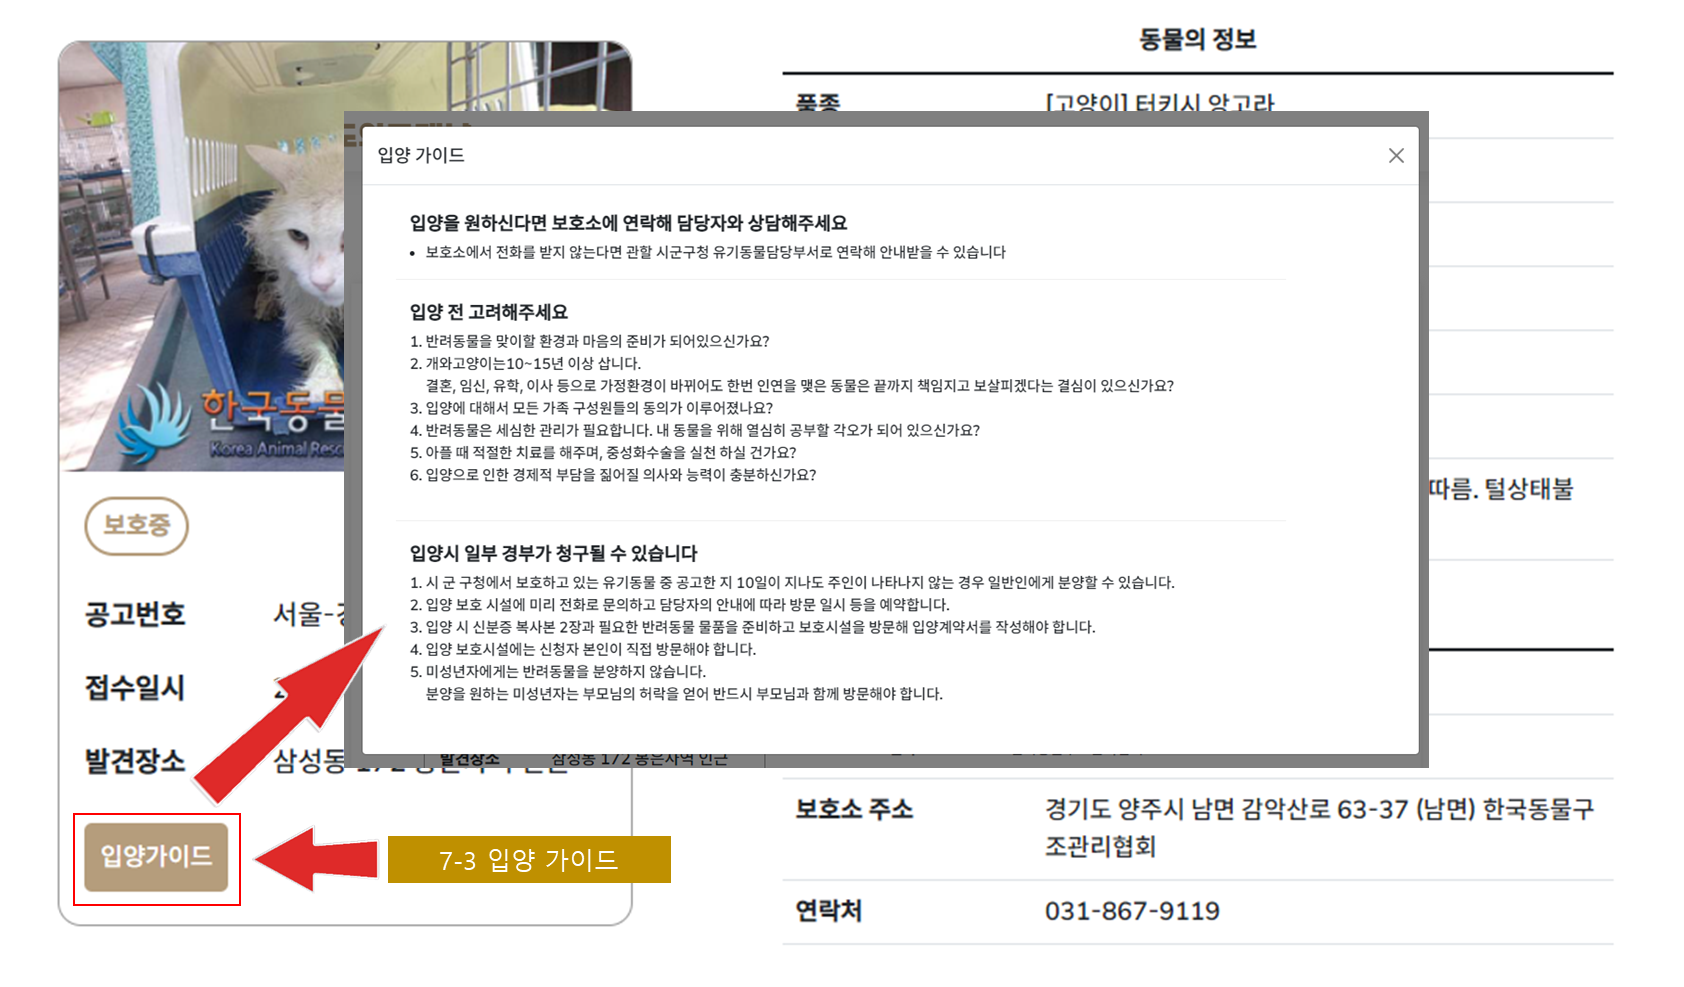 동물의 정보
품종
[고양이] 터키시 앙고라
입양 가이드
입양을 원하신다면 보호소에 연락해 담당자와 상담해주세요
• 보호소에서 전화를 받지 않는다면 관할 시군구청 유기동물담당부서로 연락해 안내받을 수 있습니다
입양 전 고려해주세요
1. 반려동물을 맞이할 환경과 마음의 준비가 되어있으신가요?
2. 개와고양이는10~15년 이상 삽니다.
결혼, 임신, 유학, 이사 등으로 가정환경이 바뀌어도 한번 인연을 맺은 동물은 끝까지 책임지고 보살피겠다는 결심이 있으신가요?
3. 입양에 대해서 모든 가족 구성원들의 동의가 이루어졌나요?
4. 반려동물은 세심한 관리가 필요합니다. 내 동물을 위해 열심히 공부할 각오가 되어 있으신가요?
5. 아플 때 적절한 치료를 해주며, 중성화수술을 실천 하실 건가요?
6. 입양으로 인한 경제적 부담을 짊어질 의사와 능력이 충분하신가요?
입양시 일부 경부가 청구될 수 있습니다
1. 시 군 구청에서 보호하고 있는 유기동물 중 공고한 지 10일이 지나도 주인이 나타나지 않는 경우 일반인에게 분양할 수 있습니다.
2. 입양 보호 시설에 미리 전화로 문의하고 담당자의 안내에 따라 방문 일시 등을 예약합니다.
3. 입양 시 신분증 복사본 2장과 필요한 반려동물 물품을 준비하고 보호시설을 방문해 입양계약서를 작성해야 합니다.
4. 입양 보호시설에는 신청자 본인이 직접 방문해야 합니다.
5. 미성년자에게는 반려동물을 분양하지 않습니다.
분양을 원하는 미성년자는 부모님의 허락을 얻어 반드시 부모님과 함께 방문해야 합니다.
한국동물
Korea Animal Resc
보호중
공고번호 서울-
접수일시 2
발견장소 삼성동
발견장소 삼성동 172 봉은사역 인근
입양가이드
7-3 입양 가이드
따름. 털상태불
보호소 주소
경기도 양주시 남면 감악산로 63-37 (남면) 한국동물구
조관리협회
연락처
031-867-9119